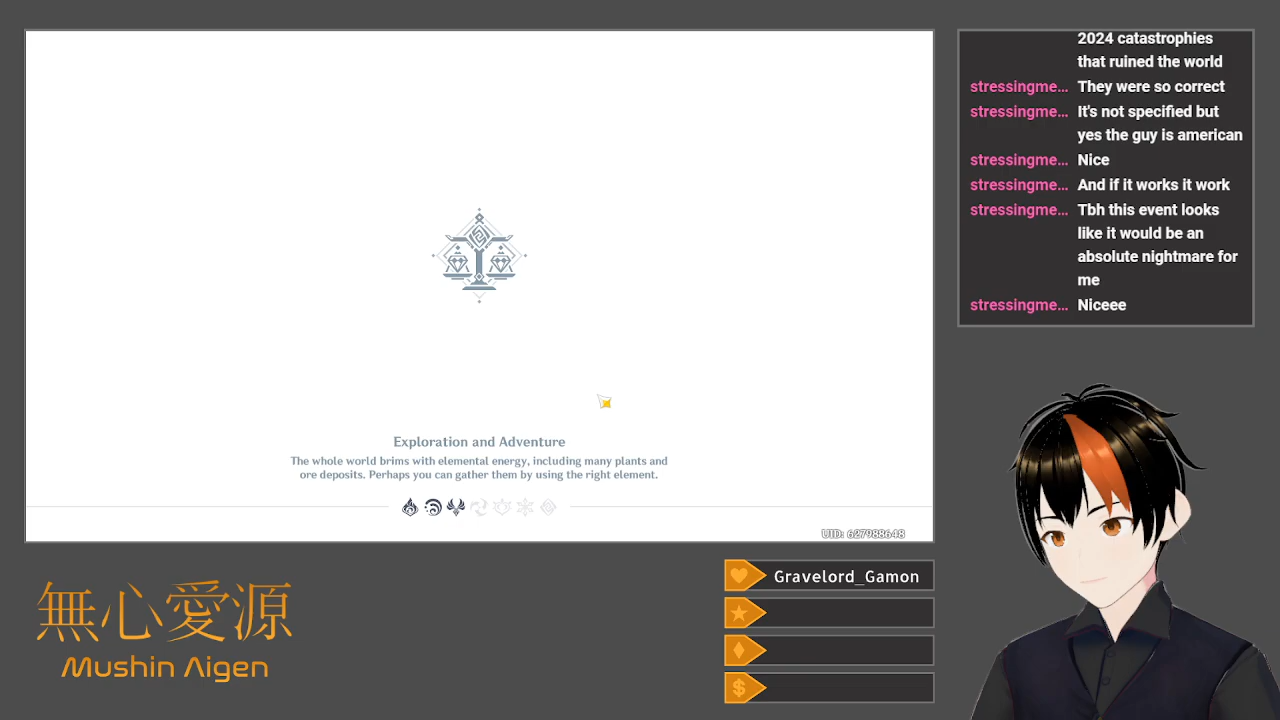 Exploration and Adventure
The whole world brims with elemental energy, including many plants and
ore deposits. Perhaps you can gather them by using the right element.
UID: 627988648
2024 catastrophies
that ruined the world
stressingme... They were so correct
stressingme... It's not specified but
yes the guy is american
stressingme... Nice
stressingme... And if it works it work
stressingme... Tbh this event looks
like it would be an
absolute nightmare for
me
stressingme... Niceee
無心愛源
Mushin Aigen
Gravelord_Gamon